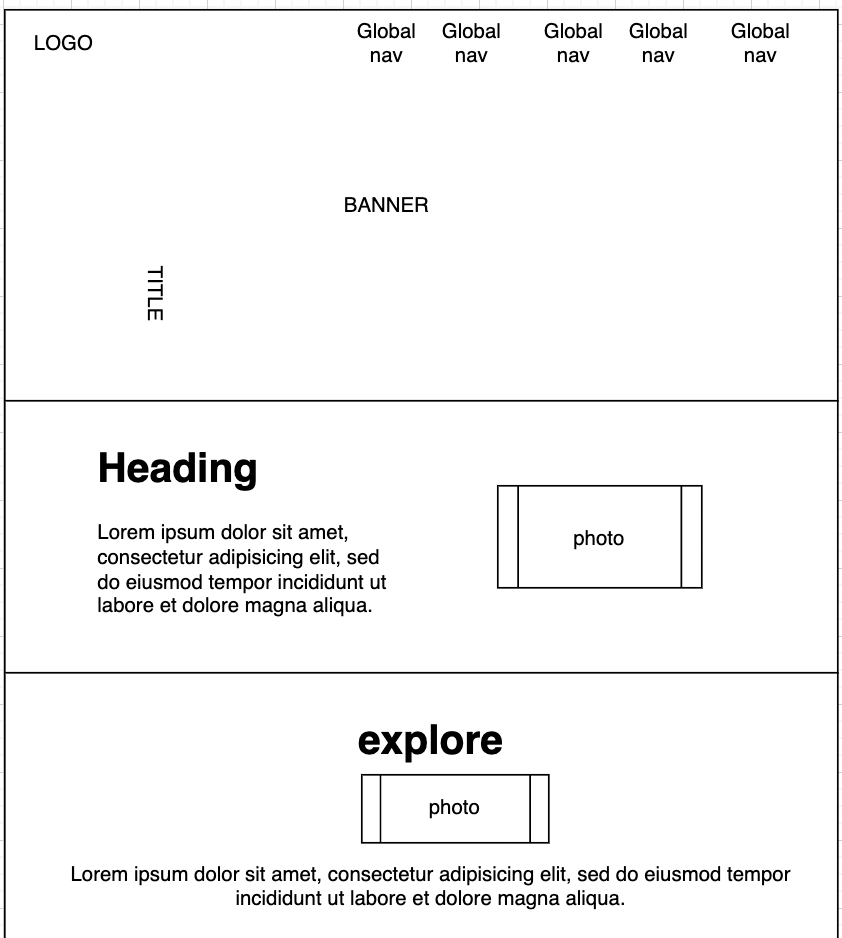 LOGO
Global nav
Global nav
Global nav
Global nav
Global nav
BANNER
TITLE
Heading
Lorem ipsum dolor sit amet,
consectetur adipisicing elit, sed
do eiusmod tempor incididunt ut
labore et dolore magna aliqua.
photo
explore
photo
Lorem ipsum dolor sit amet, consectetur adipisicing elit, sed do eiusmod tempor
incididunt ut labore et dolore magna aliqua.